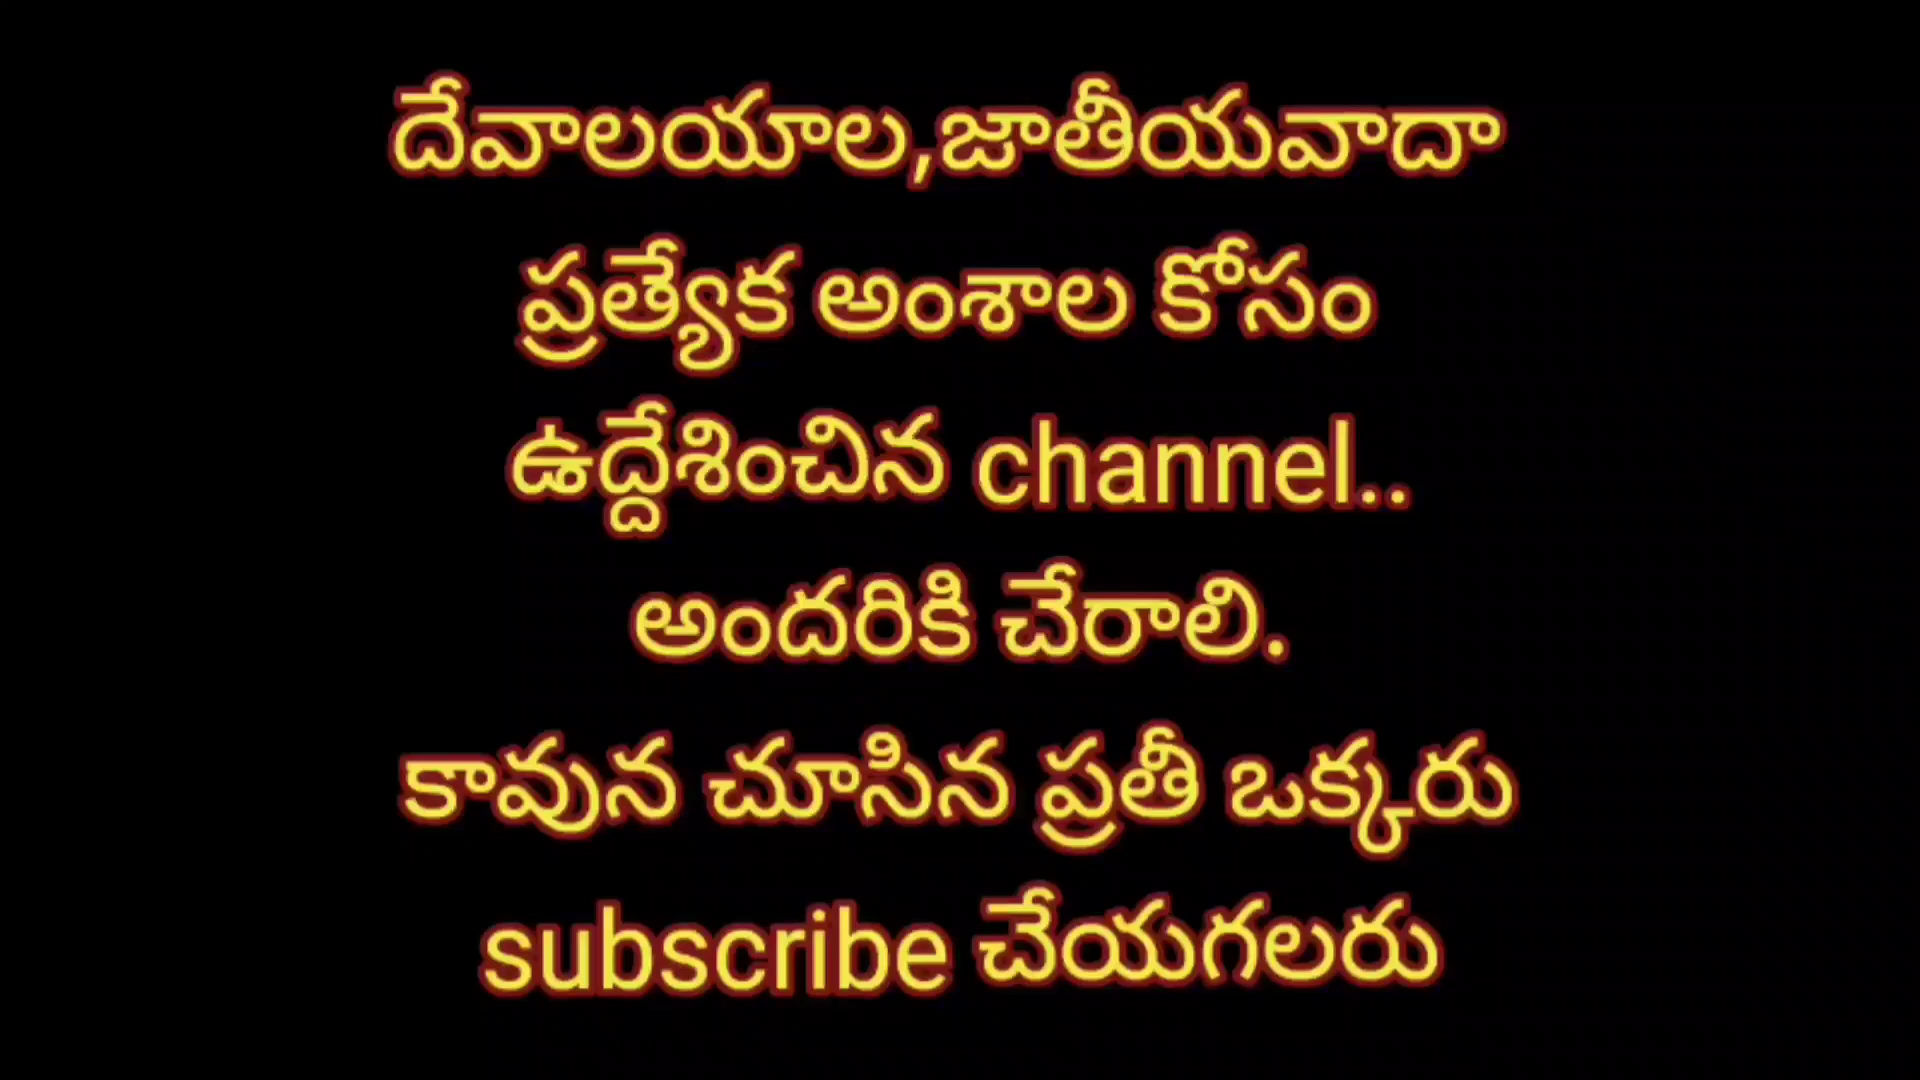 దేవాలయాల,జాతీయవాదా
ప్రత్యేక అంశాల కోసం
ఉద్దేశించిన channel..
అందరికి చేరాలి.
కావున చూసిన ప్రతీ ఒక్కరు
subscribe చేయగలరు